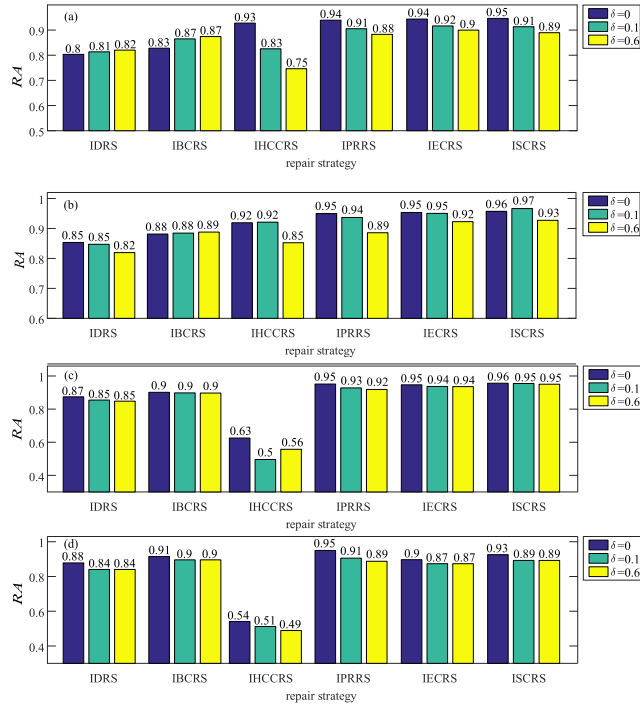 (a)
0.8 0.81 0.82 0.83 0.87 0.87 0.93 0.83 0.75 0.94 0.91 0.88 0.94 0.92 0.9 0.95 0.91 0.89
δ=0
δ=0.1
δ=0.6
0.9
0.8
0.7
0.6
0.5
RA
IDRS IBCRS IHCCRS IPRRS IECRS ISCRS
repair strategy
(b)
0.85 0.85 0.82 0.88 0.88 0.89 0.92 0.92 0.85 0.95 0.94 0.89 0.95 0.95 0.92 0.96 0.97 0.93
δ=0
δ=0.1
δ=0.6
1
0.9
0.8
0.7
0.6
RA
IDRS IBCRS IHCCRS IPRRS IECRS ISCRS
repair strategy
(c)
0.87 0.85 0.85 0.9 0.9 0.9 0.63 0.5 0.56 0.95 0.93 0.92 0.95 0.94 0.94 0.96 0.95 0.95
δ=0
δ=0.1
δ=0.6
1
0.8
0.6
0.4
RA
IDRS IBCRS IHCCRS IPRRS IECRS ISCRS
repair strategy
(d)
0.88 0.84 0.84 0.91 0.9 0.9 0.54 0.51 0.49 0.95 0.91 0.89 0.9 0.87 0.87 0.93 0.89 0.89
δ=0
δ=0.1
δ=0.6
1
0.8
0.6
0.4
RA
IDRS IBCRS IHCCRS IPRRS IECRS ISCRS
repair strategy